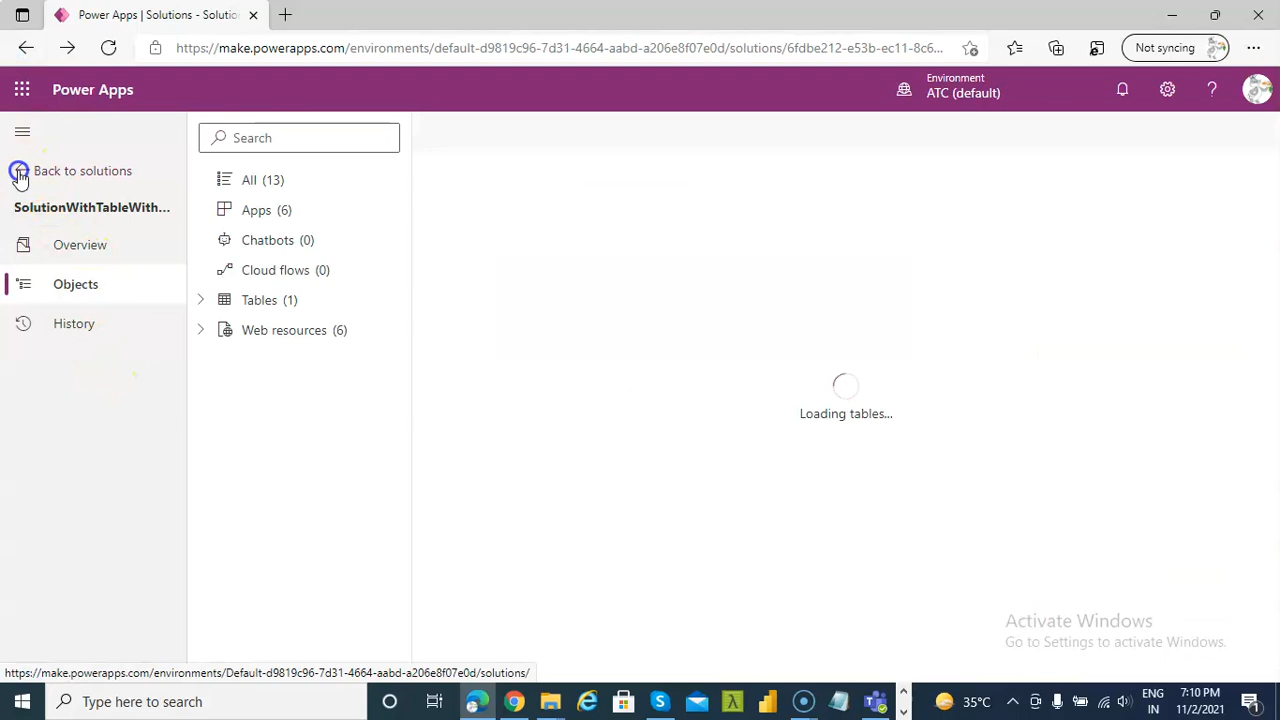 Power Apps | Solutions - Solutio
https://make.powerapps.com/environments/default-d9819c96-7d31-4664-aabd-a206e8f07e0d/solutions/6fdbe212-e53b-ec11-8c6...
Not syncing
Power Apps
Environment
ATC (default)
Back to solutions
SolutionWithTableWith...
Overview
Objects
History
Search
All (13)
Apps (6)
Chatbots (0)
Cloud flows (0)
Tables (1)
Web resources (6)
Loading tables...
Activate Windows
Go to Settings to activate Windows.
https://make.powerapps.com/environments/Default-d9819c96-7d31-4664-aabd-a206e8f07e0d/solutions/
Type here to search
35°C
ENG
IN
7:10 PM
11/2/2021
1